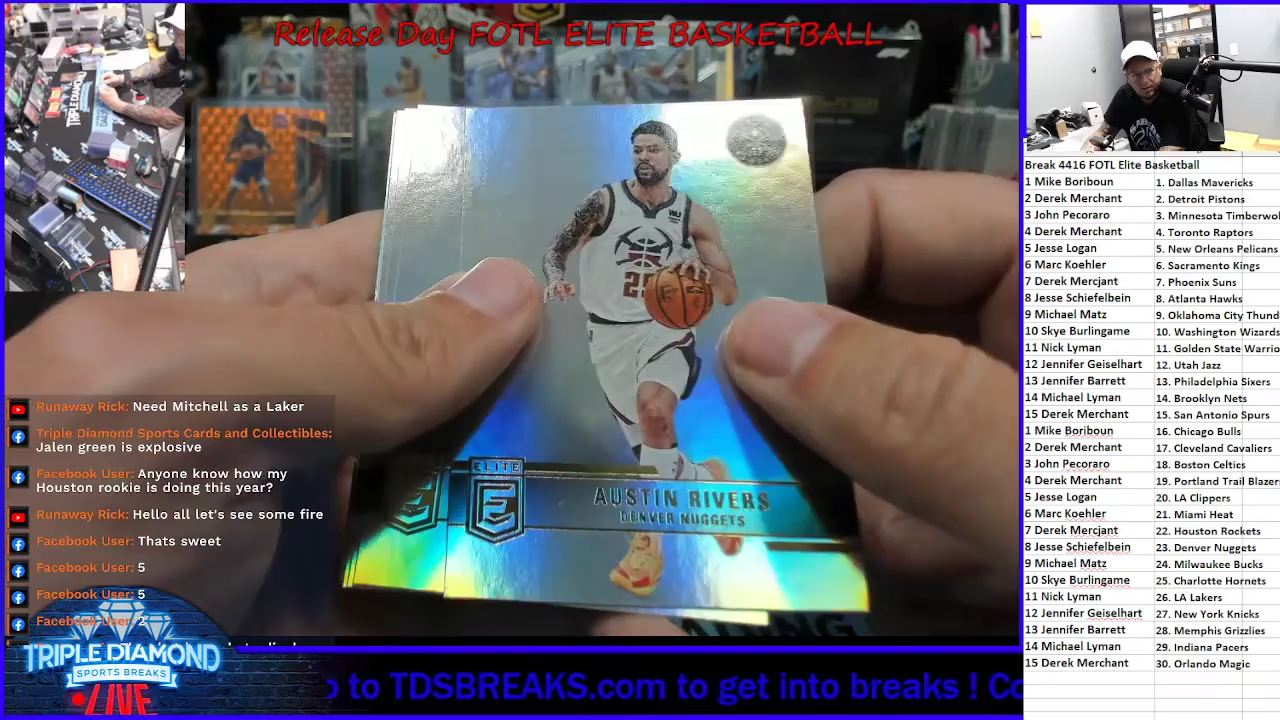 Release Day FOTL ELITE BASKETBALL
ELITE
E
AUSTIN RIVERS
DENVER NUGGETS
Runaway Rick: Need Mitchell as a Laker
Triple Diamond Sports Cards and Collectibles:
Jalen green is explosive
Facebook User: Anyone know how my
Houston rookie is doing this year?
Runaway Rick: Hello all let's see some fire
Facebook User: Thats sweet
Facebook User: 5
Facebook User: 5
Facebook User: 2
TRIPLE DIAMOND
SPORTS BREAKS
LIVE
to TDSBREAKS.com to get into breaks ! Co
Break 4416 FOTL Elite Basketball
1 Mike Boriboun 1. Dallas Mavericks
2 Derek Merchant 2. Detroit Pistons
3 John Pecoraro 3. Minnesota Timberwol
4 Derek Merchant 4. Toronto Raptors
5 Jesse Logan 5. New Orleans Pelicans
6 Marc Koehler 6. Sacramento Kings
7 Derek Mercjant 7. Phoenix Suns
8 Jesse Schiefelbein 8. Atlanta Hawks
9 Michael Matz 9. Oklahoma City Thund
10 Skye Burlingame 10. Washington Wizards
11 Nick Lyman 11. Golden State Warrio
12 Jennifer Geiselhart 12. Utah Jazz
13 Jennifer Barrett 13. Philadelphia Sixers
14 Michael Lyman 14. Brooklyn Nets
15 Derek Merchant 15. San Antonio Spurs
1 Mike Boriboun 16. Chicago Bulls
2 Derek Merchant 17. Cleveland Cavaliers
3 John Pecoraro 18. Boston Celtics
4 Derek Merchant 19. Portland Trail Blazer
5 Jesse Logan 20. LA Clippers
6 Marc Koehler 21. Miami Heat
7 Derek Mercjant 22. Houston Rockets
8 Jesse Schiefelbein 23. Denver Nuggets
9 Michael Matz 24. Milwaukee Bucks
10 Skye Burlingame 25. Charlotte Hornets
11 Nick Lyman 26. LA Lakers
12 Jennifer Geiselhart 27. New York Knicks
13 Jennifer Barrett 28. Memphis Grizzlies
14 Michael Lyman 29. Indiana Pacers
15 Derek Merchant 30. Orlando Magic